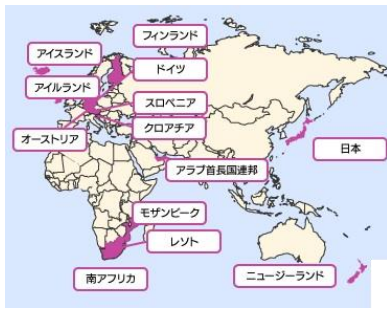 フィンランド
アイスランド
ドイツ
アイルランド
スロベニア
クロアチア
オーストリア
日本
アラブ首長国連邦
モザンビーク
レソト
南アフリカ
ニュージーランド